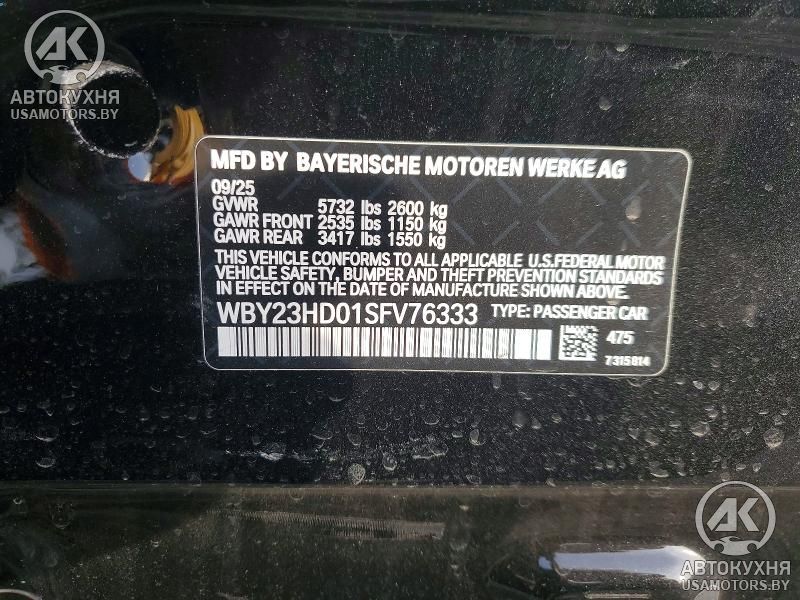 АК
АВТОКУХНЯ
USAMOTORS.BY
MFD BY BAYERISCHE MOTOREN WERKE AG
09/25
GVWR 5732 lbs 2600 kg
GAWR FRONT 2535 lbs 1150 kg
GAWR REAR 3417 lbs 1550 kg
THIS VEHICLE CONFORMS TO ALL APPLICABLE U.S.FEDERAL MOTOR
VEHICLE SAFETY, BUMPER AND THEFT PREVENTION STANDARDS
IN EFFECT ON THE DATE OF MANUFACTURE SHOWN ABOVE.
WBY23HD01SFV76333 TYPE: PASSENGER CAR
475
7315814
АК
АВТОКУХНЯ
USAMOTORS.BY